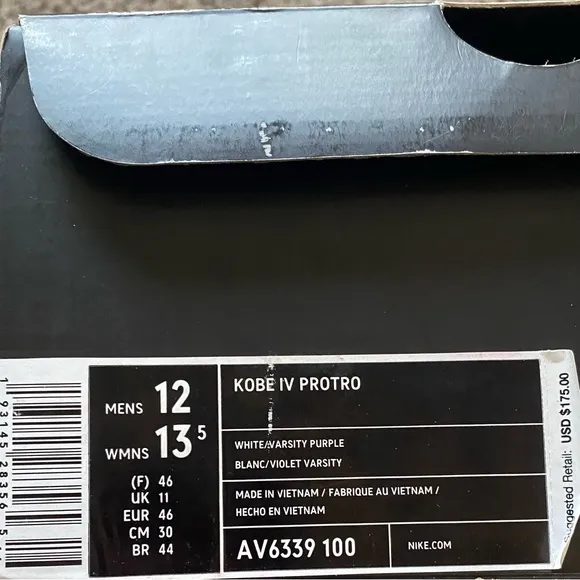 KOBE IV PROTRO
MENS 12
WMNS 13 5
WHITE/VARSITY PURPLE
BLANC/VIOLET VARSITY
(F) 46
UK 11
EUR 46
CM 30
BR 44
MADE IN VIETNAM / FABRIQUE AU VIETNAM /
HECHO EN VIETNAM
AV6339 100
NIKE.COM
Suggested Retail: USD $175.00
1 93145 28356